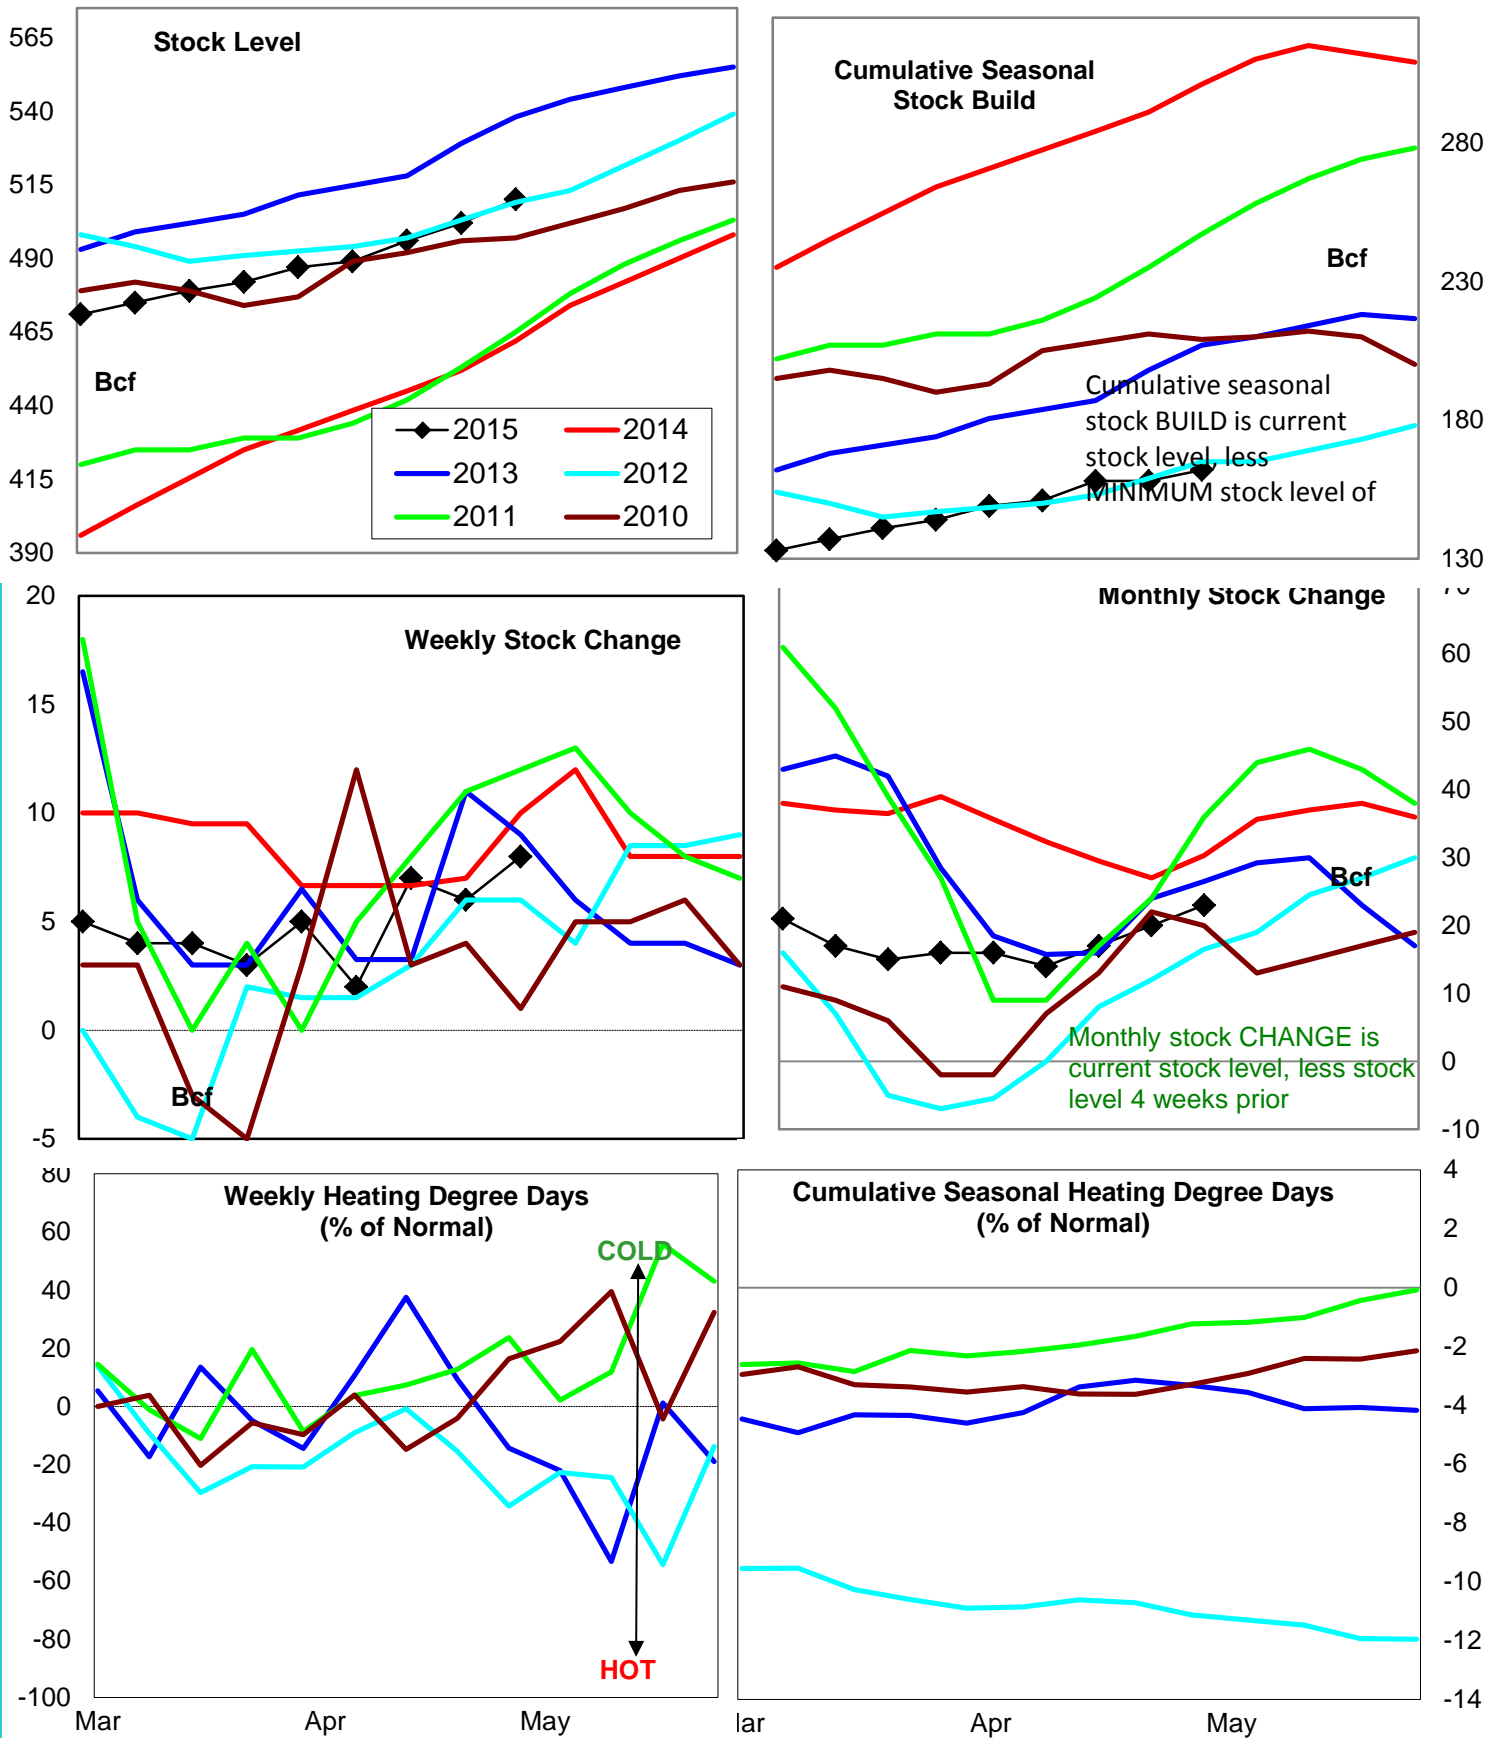 Stock Level
565
540
515
490
465
440
415
390
Bcf
2015
2014
2013
2012
2011
2010
Cumulative Seasonal
Stock Build
Bcf
280
230
180
130
Cumulative seasonal
stock BUILD is current
stock level, less
MINIMUM stock level of
Weekly Stock Change
20
15
10
5
0
-5
Bcf
Monthly Stock Change
70
60
50
40
30
20
10
0
-10
Bcf
Monthly stock CHANGE is
current stock level, less stock
level 4 weeks prior
Weekly Heating Degree Days
(% of Normal)
80
60
40
20
0
-20
-40
-60
-80
-100
COLD
HOT
Mar
Apr
May
Cumulative Seasonal Heating Degree Days
(% of Normal)
4
2
0
-2
-4
-6
-8
-10
-12
-14
Apr
May